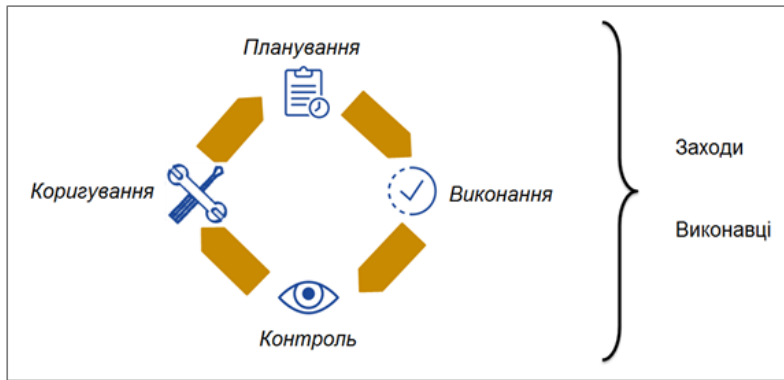 Планування
Заходи
Коригування
Виконання
Виконавці
Контроль